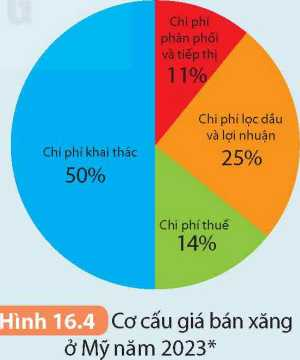 Chi phí
phân phối
và tiếp thị
11%
Chi phí lọc dầu
và lợi nhuận
25%
Chi phí khai thác
50%
Chi phí thuế
14%
Hình 16.4 Cơ cấu giá bán xăng
ở Mỹ năm 2023*